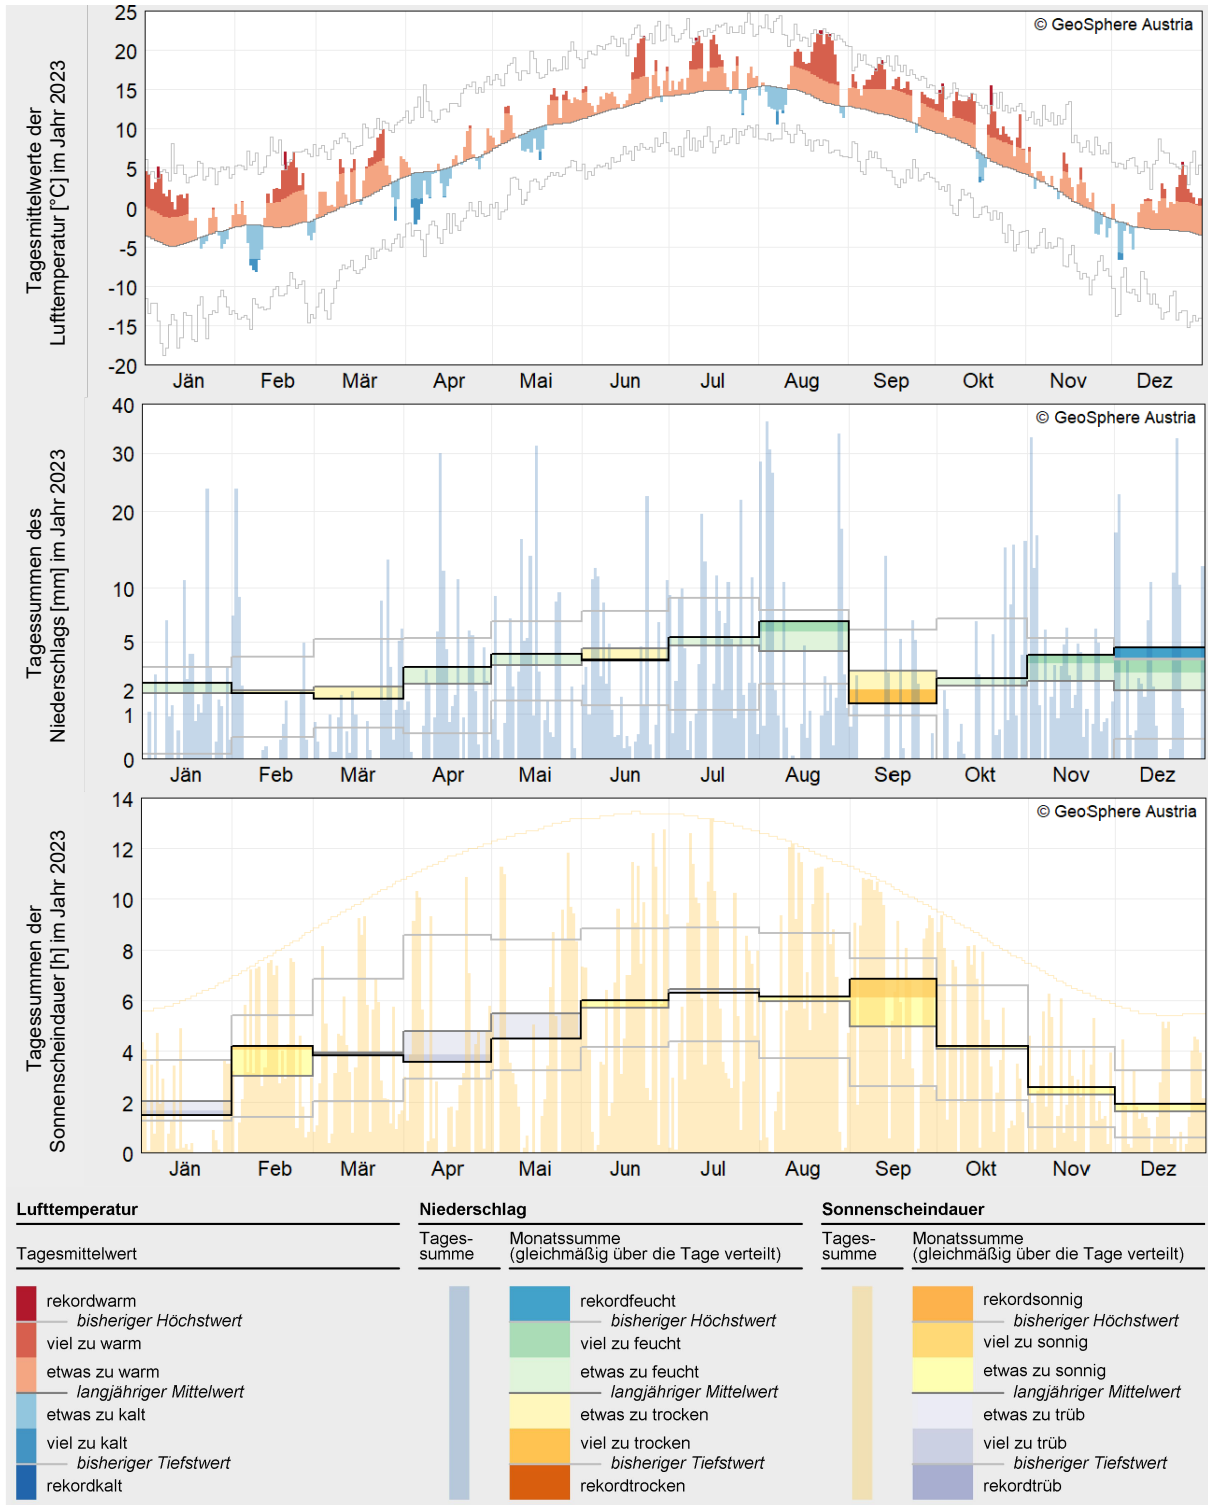 Tagesmittelwerte der
Lufttemperatur [°C] im Jahr 2023
25
20
15
10
5
0
-5
-10
-15
-20
© GeoSphere Austria
Jän Feb Mär Apr Mai Jun Jul Aug Sep Okt Nov Dez
Tagessummen des
Niederschlags [mm] im Jahr 2023
40
30
20
10
5
2
1
0
© GeoSphere Austria
Jän Feb Mär Apr Mai Jun Jul Aug Sep Okt Nov Dez
Tagessummen der
Sonnenscheindauer [h] im Jahr 2023
14
12
10
8
6
4
2
0
© GeoSphere Austria
Jän Feb Mär Apr Mai Jun Jul Aug Sep Okt Nov Dez
Lufttemperatur
Tagesmittelwert
rekordwarm
bisheriger Höchstwert
viel zu warm
etwas zu warm
langjähriger Mittelwert
etwas zu kalt
viel zu kalt
bisheriger Tiefstwert
rekordkalt
Niederschlag
Tages-
summe
Monatssumme
(gleichmäßig über die Tage verteilt)
rekordfeucht
bisheriger Höchstwert
viel zu feucht
etwas zu feucht
langjähriger Mittelwert
etwas zu trocken
viel zu trocken
bisheriger Tiefstwert
rekordtrocken
Sonnenscheindauer
Tages-
summe
Monatssumme
(gleichmäßig über die Tage verteilt)
rekordsonnig
bisheriger Höchstwert
viel zu sonnig
etwas zu sonnig
langjähriger Mittelwert
etwas zu trüb
viel zu trüb
bisheriger Tiefstwert
rekordtrüb